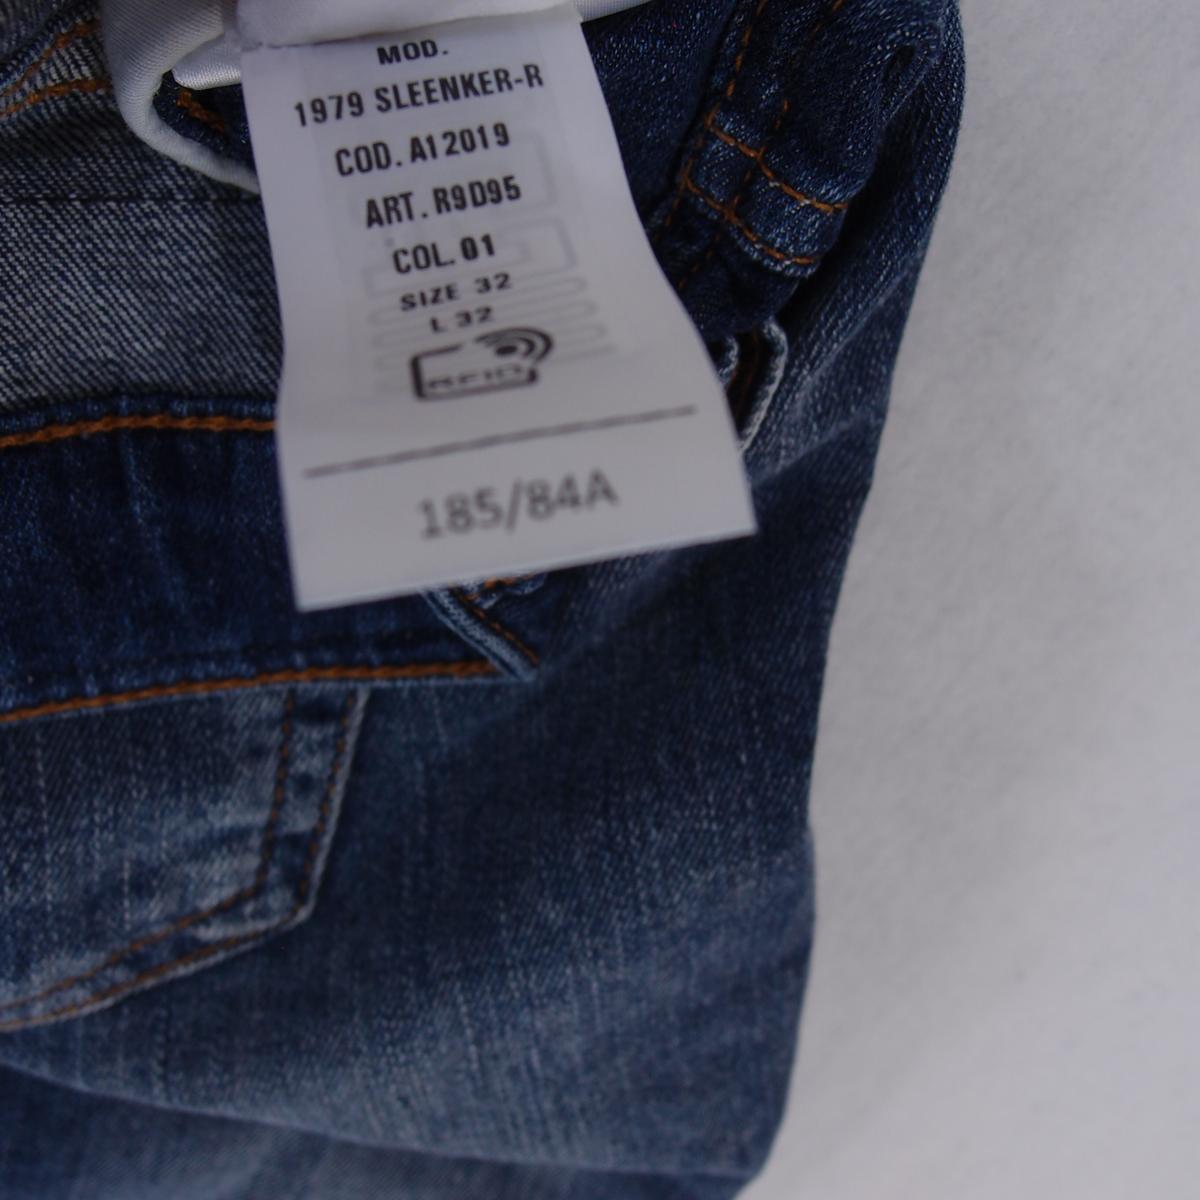 MOD.
1979 SLEENKER-R
COD. A12019
ART. R9D95
COL. 01
SIZE 32
L 32
RFID
185/84A